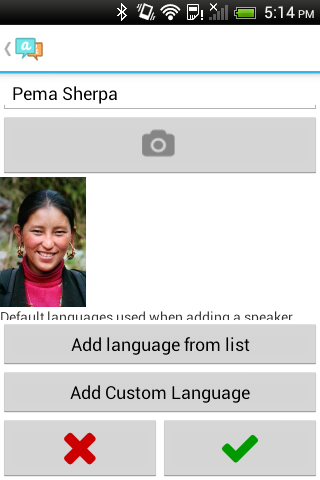 5:14 PM
a
Pema Sherpa
Default languages used when adding a speaker
Add language from list
Add Custom Language